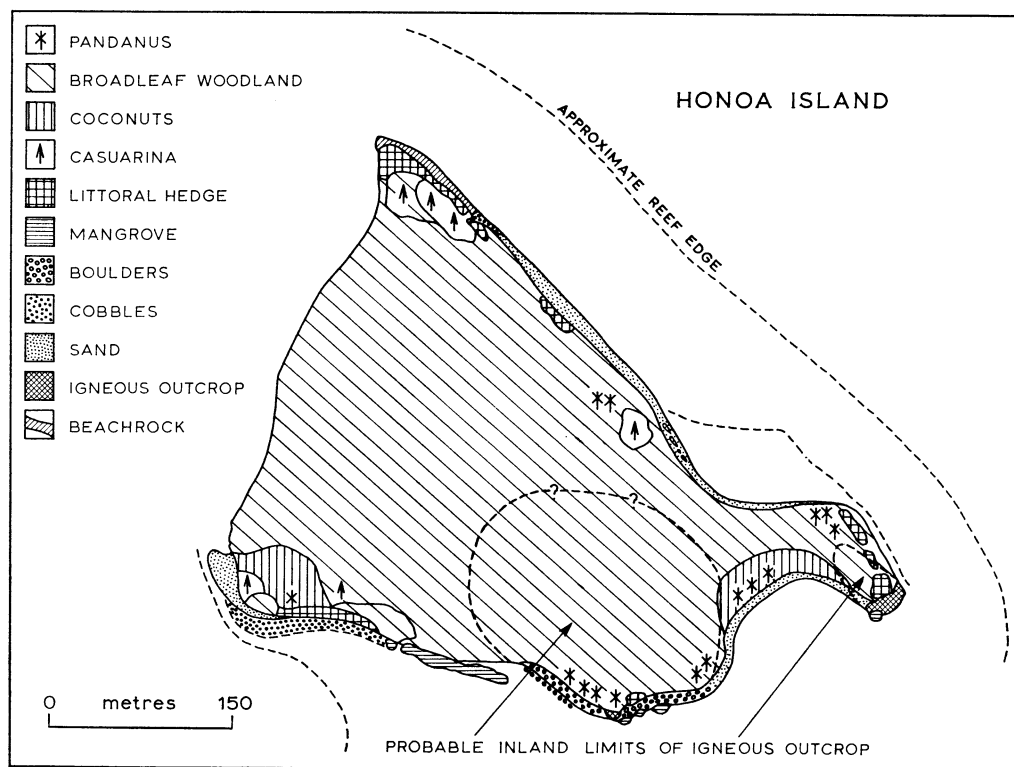 PANDANUS
BROADLEAF WOODLAND
COCONUTS
CASUARINA
LITTORAL HEDGE
MANGROVE
BOULDERS
COBBLES
SAND
IGNEOUS OUTCROP
BEACHROCK
HONOA ISLAND
APPROXIMATE REEF EDGE
? ?
0 metres 150
PROBABLE INLAND LIMITS OF IGNEOUS OUTCROP